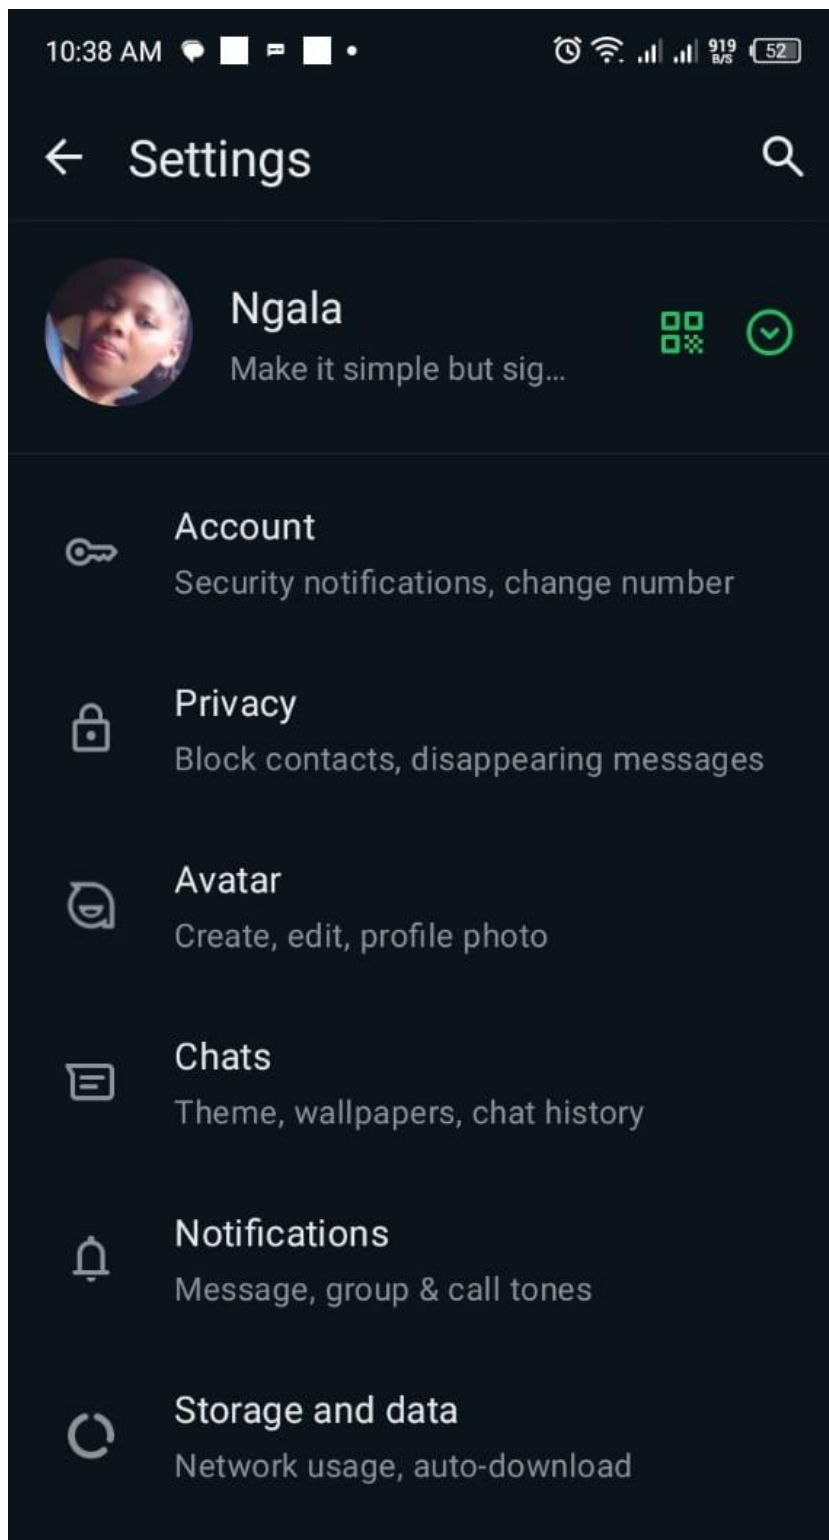 10:38 AM 919 B/S 52
Settings
Ngala
Make it simple but sig...
Account
Security notifications, change number
Privacy
Block contacts, disappearing messages
Avatar
Create, edit, profile photo
Chats
Theme, wallpapers, chat history
Notifications
Message, group & call tones
Storage and data
Network usage, auto-download